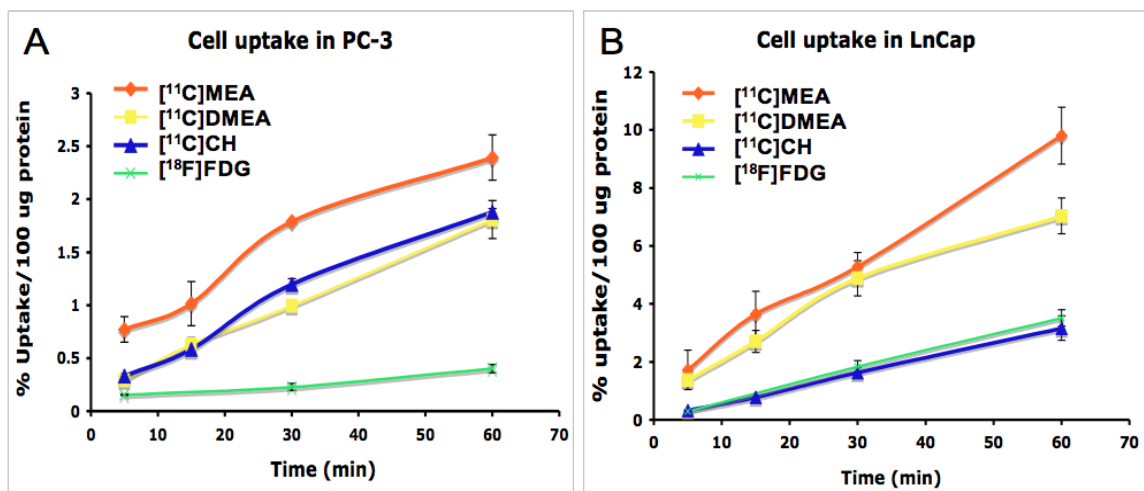 A
Cell uptake in PC-3
[¹¹C]MEA
[¹¹C]DMEA
[¹¹C]CH
[¹⁸F]FDG
% Uptake/100 ug protein
3
2.5
2
1.5
1
0.5
0
0 10 20 30 40 50 60 70
Time (min)
B
Cell uptake in LnCap
[¹¹C]MEA
[¹¹C]DMEA
[¹¹C]CH
[¹⁸F]FDG
% uptake/100 ug protein
12
10
8
6
4
2
0
0 10 20 30 40 50 60 70
Time (min)